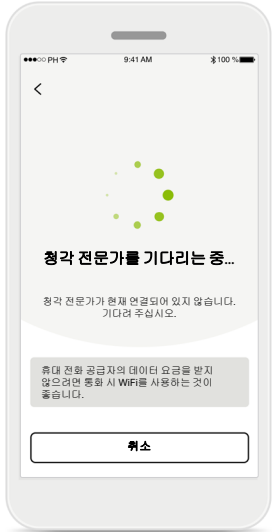 PH 9:41 AM 100 %
청각 전문가를 기다리는 중...
청각 전문가가 현재 연결되어 있지 않습니다.
기다려 주십시오.
휴대 전화 공급자의 데이터 요금을 받지
않으려면 통화 시 WiFi를 사용하는 것이
좋습니다.
취소